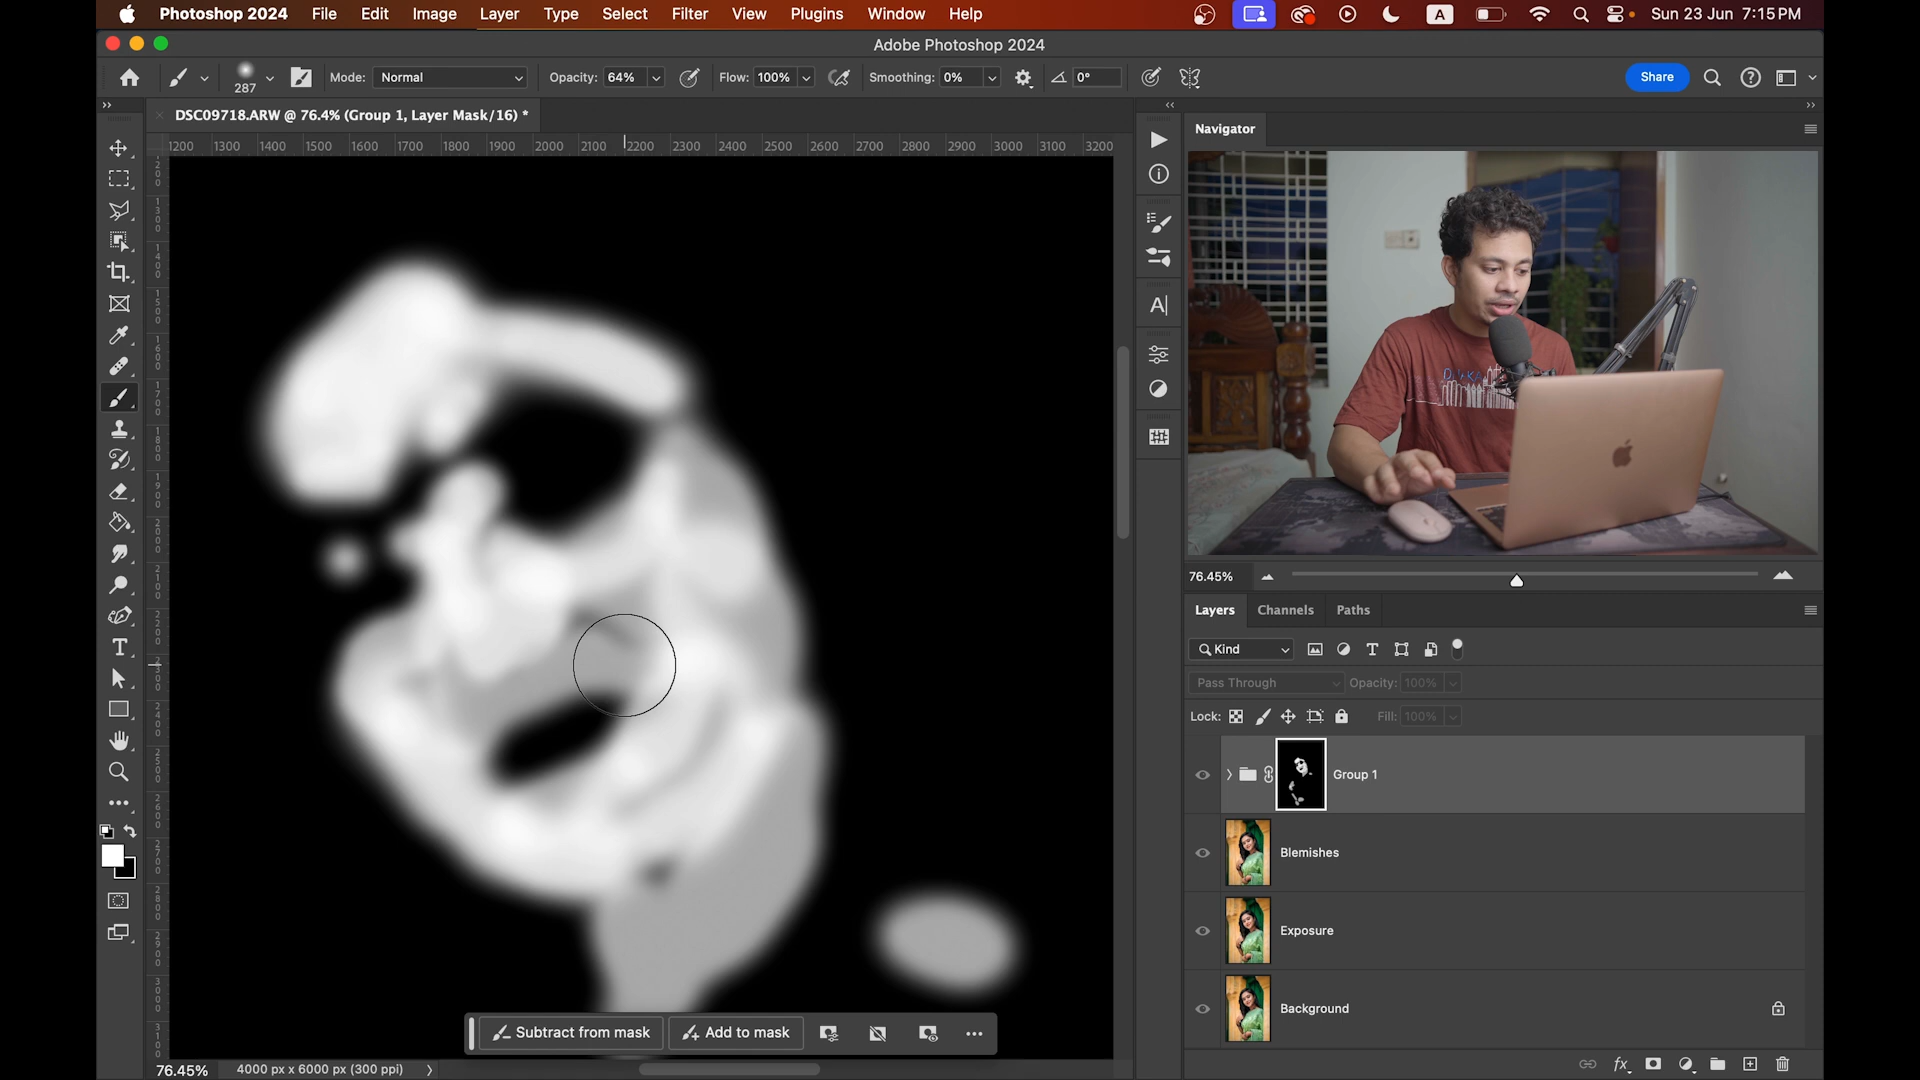 Photoshop 2024 File Edit Image Layer Type Select Filter View Plugins Window Help A Sun 23 Jun 7:15 PM
Adobe Photoshop 2024
287 Mode: Normal Opacity: 64% Flow: 100% Smoothing: 0% 0° Share
DSC09718.ARW @ 76.4% (Group 1, Layer Mask/16) *
1200 1300 1400 1500 1600 1700 1800 1900 2000 2100 2200 2300 2400 2500 2600 2700 2800 2900 3000 3100 3200
Navigator
76.45%
Layers Channels Paths
Kind
Pass Through Opacity: 100%
Lock: Fill: 100%
Group 1
Blemishes
Exposure
Background
Subtract from mask Add to mask
76.45% 4000 px x 6000 px (300 ppi)